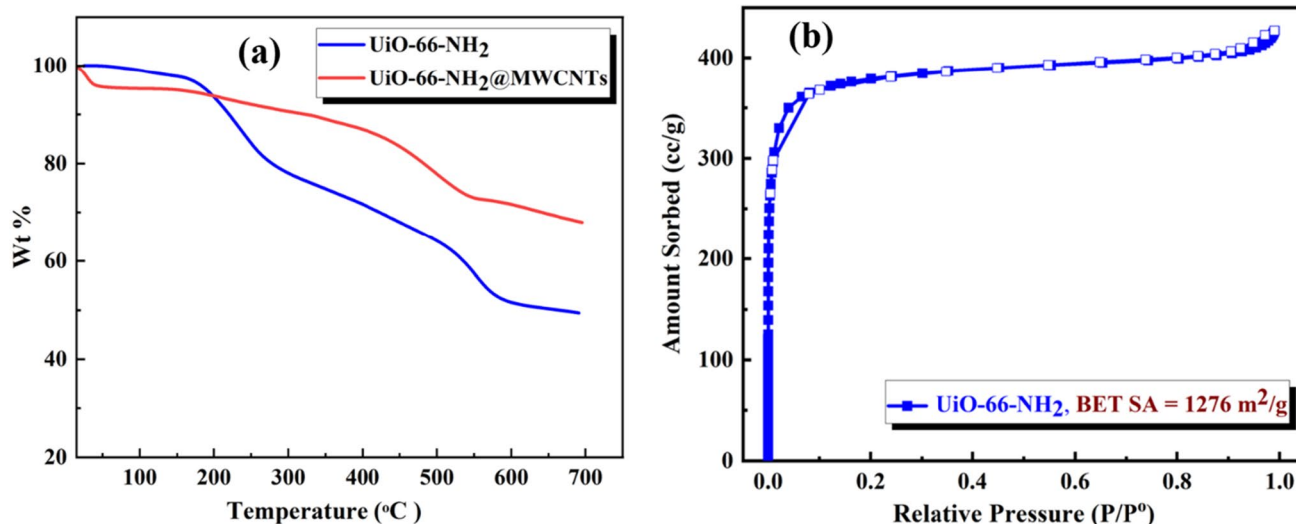 (a)
UiO-66-NH₂
UiO-66-NH₂@MWCNTs
100
80
60
40
20
Wt %
100 200 300 400 500 600 700
Temperature (ºC )
(b)
400
300
200
100
0
Amount Sorbed (cc/g)
UiO-66-NH₂, BET SA = 1276 m²/g
0.0 0.2 0.4 0.6 0.8 1.0
Relative Pressure (P/Pº)